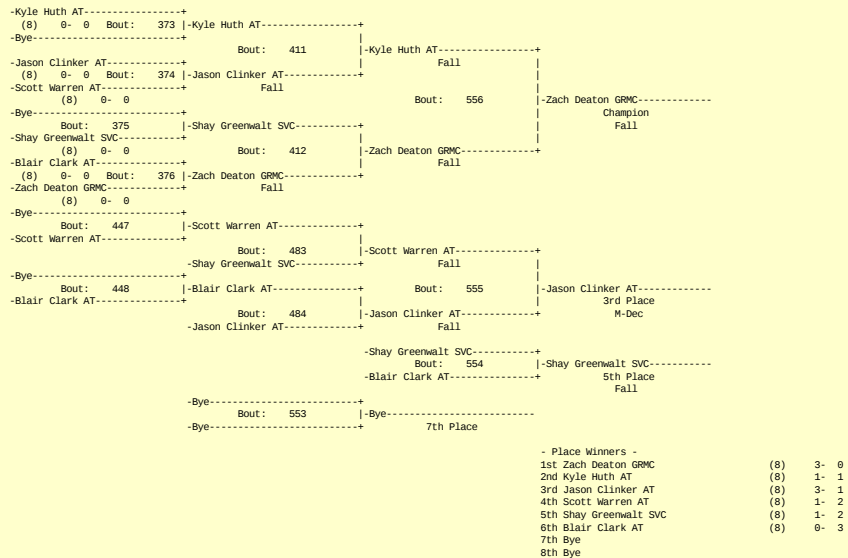 -Kyle Huth AT----------------+
(8) 0- 0 Bout: 373 |-Kyle Huth AT----------------+
-Bye-------------------------+ |
Bout: 411 |-Kyle Huth AT----------------+
-Jason Clinker AT------------+ | Fall |
(8) 0- 0 Bout: 374 |-Jason Clinker AT------------+ |
-Scott Warren AT-------------+ Fall |
(8) 0- 0 Bout: 556 |-Zach Deaton GRMC------------
-Bye-------------------------+ | Champion
Bout: 375 |-Shay Greenwalt SVC----------+ | Fall
-Shay Greenwalt SVC----------+ | |
(8) 0- 0 Bout: 412 |-Zach Deaton GRMC------------+
-Blair Clark AT--------------+ | Fall
(8) 0- 0 Bout: 376 |-Zach Deaton GRMC------------+
-Zach Deaton GRMC------------+ Fall
(8) 0- 0
-Bye-------------------------+
Bout: 447 |-Scott Warren AT-------------+
-Scott Warren AT-------------+ |
Bout: 483 |-Scott Warren AT-------------+
-Shay Greenwalt SVC----------+ Fall |
-Bye-------------------------+ |
Bout: 448 |-Blair Clark AT--------------+ Bout: 555 |-Jason Clinker AT------------
-Blair Clark AT--------------+ | | 3rd Place
Bout: 484 |-Jason Clinker AT------------+ M-Dec
-Jason Clinker AT------------+ Fall
-Shay Greenwalt SVC----------+
Bout: 554 |-Shay Greenwalt SVC----------
-Blair Clark AT--------------+ 5th Place
Fall
-Bye-------------------------+
Bout: 553 |-Bye-------------------------
-Bye-------------------------+ 7th Place
- Place Winners -
1st Zach Deaton GRMC (8) 3- 0
2nd Kyle Huth AT (8) 1- 1
3rd Jason Clinker AT (8) 3- 1
4th Scott Warren AT (8) 1- 2
5th Shay Greenwalt SVC (8) 1- 2
6th Blair Clark AT (8) 0- 3
7th Bye
8th Bye